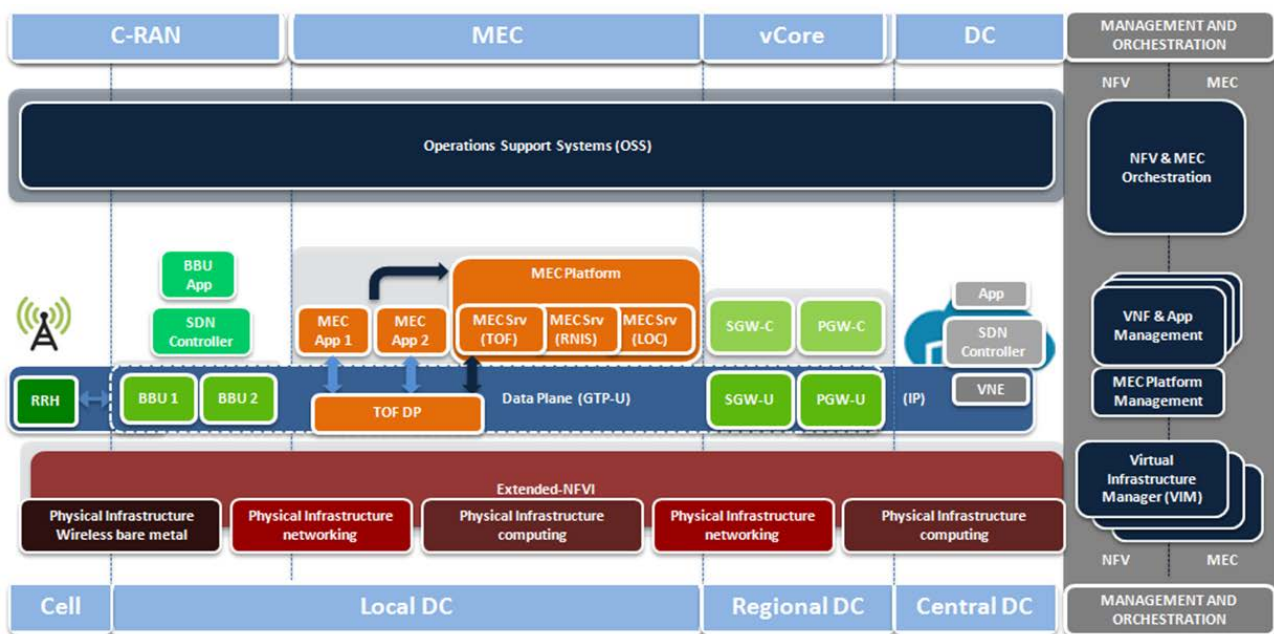 C-RAN
MEC
vCore
DC
MANAGEMENT AND
ORCHESTRATION
NFV
MEC
Operations Support Systems (OSS)
NFV & MEC
Orchestration
BBU
App
SDN
Controller
MEC
App 1
MEC
App 2
MEC Platform
MEC Srv
(TOF)
MEC Srv
(RNIS)
MEC Srv
(LOC)
SGW-C
PGW-C
App
SDN
Controller
VNF & App
Management
RRH
BBU 1
BBU 2
TOF DP
Data Plane (GTP-U)
SGW-U
PGW-U
(IP)
VNE
MEC Platform
Management
Extended-NFVI
Physical Infrastructure
Wireless bare metal
Physical Infrastructure
networking
Physical Infrastructure
computing
Physical Infrastructure
networking
Physical Infrastructure
computing
Virtual
Infrastructure
Manager (VIM)
NFV
MEC
Cell
Local DC
Regional DC
Central DC
MANAGEMENT AND
ORCHESTRATION